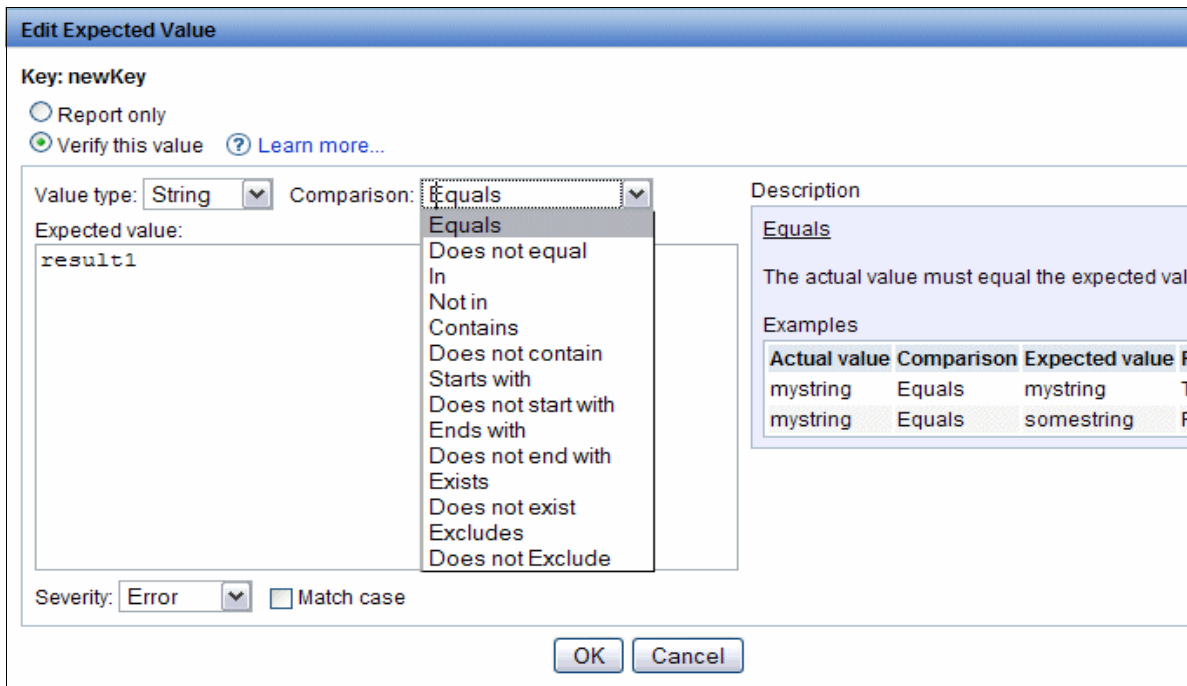 Edit Expected Value
Key: newKey
Report only
Verify this value ? Learn more...
Value type: String Comparison: Equals
Expected value:
result1
Equals
Does not equal
In
Not in
Contains
Does not contain
Starts with
Does not start with
Ends with
Does not end with
Exists
Does not exist
Excludes
Does not Exclude
Description
Equals
The actual value must equal the expected
Examples
Actual value Comparison Expected value
mystring Equals mystring
mystring Equals somestring
Severity: Error Match case
OK Cancel